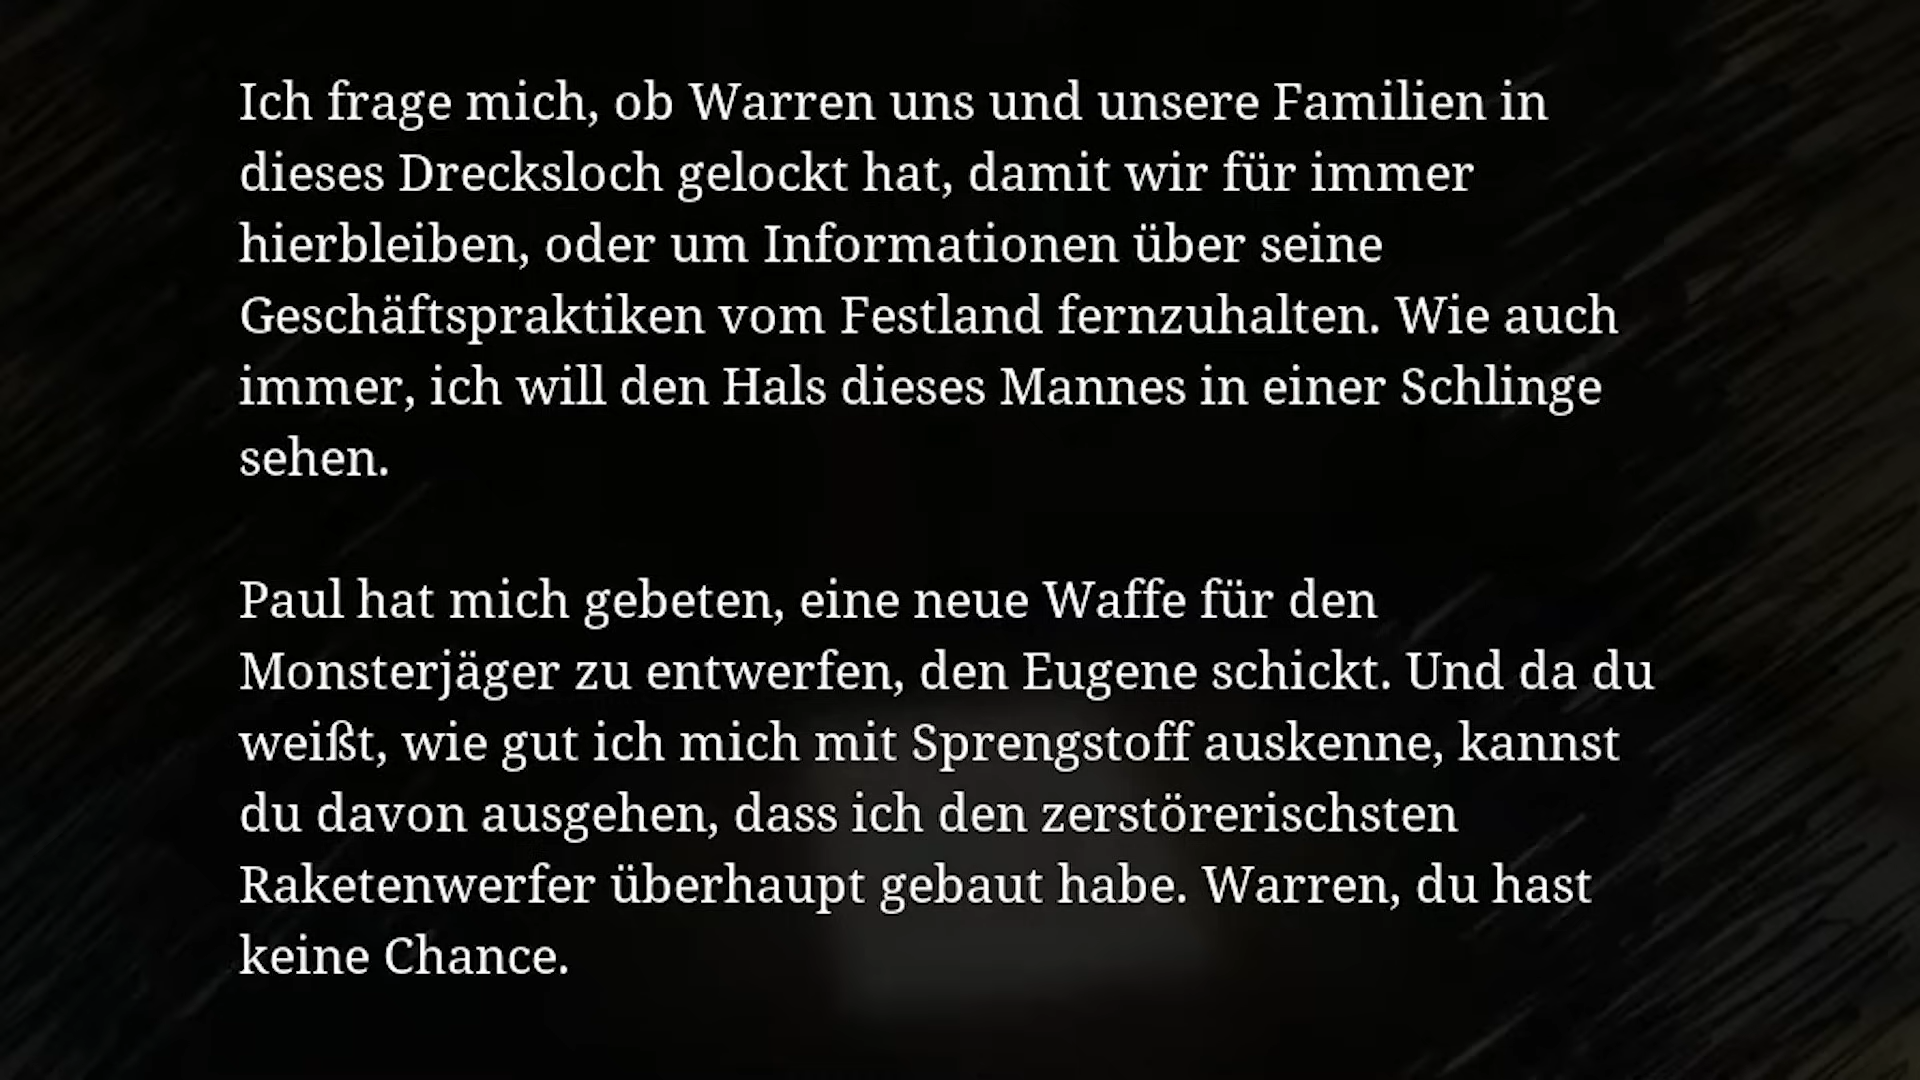 Ich frage mich, ob Warren uns und unsere Familien in
dieses Drecksloch gelockt hat, damit wir für immer
hierbleiben, oder um Informationen über seine
Geschäftspraktiken vom Festland fernzuhalten. Wie auch
immer, ich will den Hals dieses Mannes in einer Schlinge
sehen.
Paul hat mich gebeten, eine neue Waffe für den
Monsterjäger zu entwerfen, den Eugene schickt. Und da du
weißt, wie gut ich mich mit Sprengstoff auskenne, kannst
du davon ausgehen, dass ich den zerstörerischsten
Raketenwerfer überhaupt gebaut habe. Warren, du hast
keine Chance.